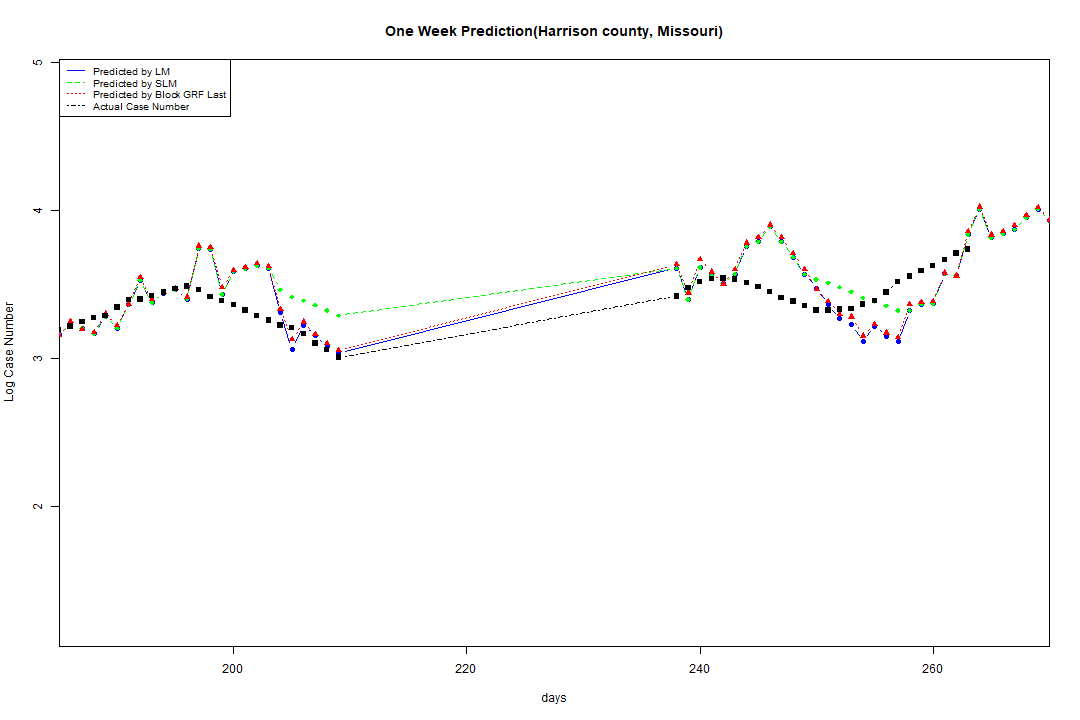 One Week Prediction(Harrison county, Missouri)
Predicted by LM
Predicted by SLM
Predicted by Block GRF Last
Actual Case Number
5
4
3
2
Log Case Number
200 220 240 260
days